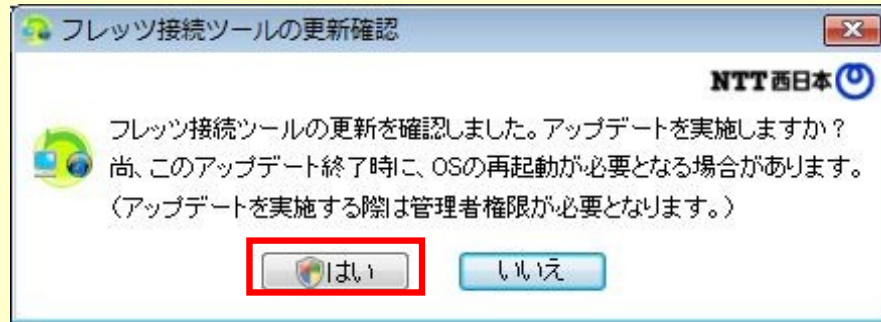 フレッツ接続ツールの更新確認
NTT西日本
フレッツ接続ツールの更新を確認しました。アップデートを実施しますか?
尚、このアップデート終了時に、OSの再起動が必要となる場合があります。
(アップデートを実施する際は管理者権限が必要となります。)
はい いいえ